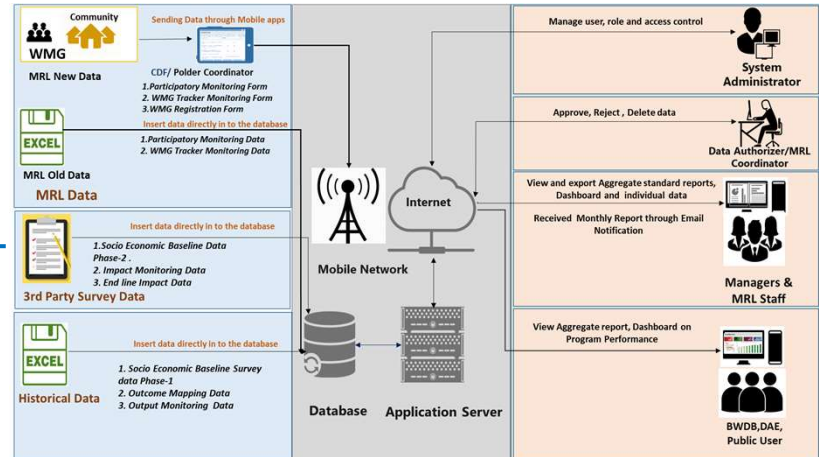 Community
WMG
MRL New Data
Sending Data through Mobile apps
CDF/ Polder Coordinator
1.Participatory Monitoring Form
2. WMG Tracker Monitoring Form
3.WMG Registration Form
Insert data directly in to the database
EXCEL
1.Participatory Monitoring Data
2. WMG Tracker Monitoring Data
MRL Old Data
MRL Data
Insert data directly in to the database
1.Socio Economic Baseline Data
Phase-2 .
2. Impact Monitoring Data
3. End line Impact Data
3rd Party Survey Data
Insert data directly in to the database
EXCEL
1. Socio Economic Baseline Survey
data Phase-1
2. Outcome Mapping Data
3. Output Monitoring Data
Historical Data
Mobile Network
Internet
Database
Application Server
Manage user, role and access control
System
Administrator
Approve, Reject , Delete data
Data Authorizer/MRL
Coordinator
View and export Aggregate standard reports,
Dashboard and individual data
Received Monthly Report through Email
Notification
Managers &
MRL Staff
View Aggregate report, Dashboard on
Program Performance
BWDB,DAE,
Public User